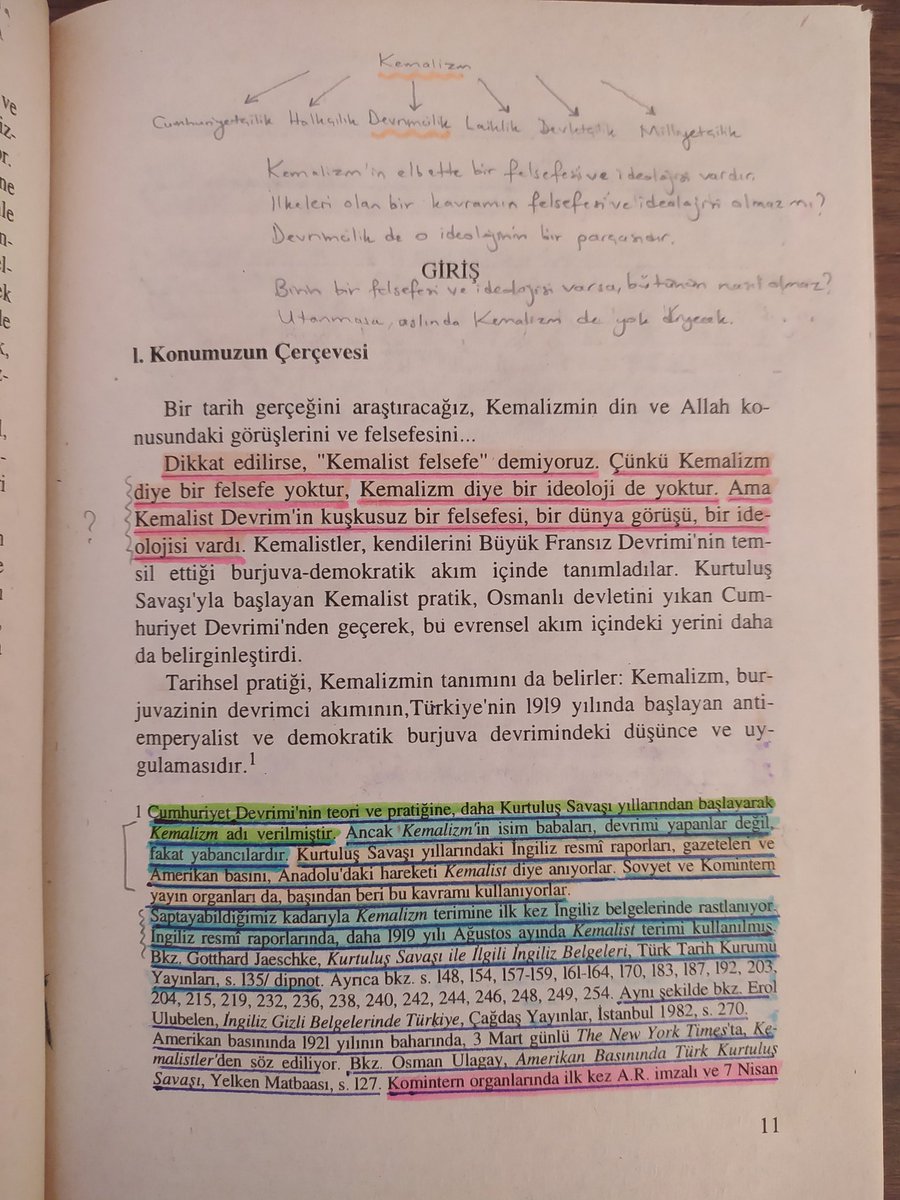 Kemalizm
Cumhuriyetçilik Halkçılık Devrimcilik Laiklik Devletçilik Milliyetçilik
Kemalizm'in elbette bir felsefesi ve ideolojisi vardır.
İlkeleri olan bir kavramın felsefesi ve ideolojisi olmaz mı?
Devrimcilik de o ideolojinin bir parçasıdır.
GİRİŞ
Birin bir felsefesi ve ideolojisi varsa, bütünün nasıl olmaz?
Utanmasa, aslında Kemalizm de yok diyecek.
l. Konumuzun Çerçevesi
Bir tarih gerçeğini araştıracağız, Kemalizmin din ve Allah ko-
nusundaki görüşlerini ve felsefesini...
Dikkat edilirse, "Kemalist felsefe" demiyoruz. Çünkü Kemalizm
diye bir felsefe yoktur, Kemalizm diye bir ideoloji de yoktur. Ama
?
Kemalist Devrim'in kuşkusuz bir felsefesi, bir dünya görüşü, bir ide-
olojisi vardı. Kemalistler, kendilerini Büyük Fransız Devrimi'nin tem-
sil ettiği burjuva-demokratik akım içinde tanımladılar. Kurtuluş
Savaşı'yla başlayan Kemalist pratik, Osmanlı devletini yıkan Cum-
huriyet Devrimi'nden geçerek, bu evrensel akım içindeki yerini daha
da belirginleştirdi.
Tarihsel pratiği, Kemalizmin tanımını da belirler: Kemalizm, bur-
juvazinin devrimci akımının,Türkiye'nin 1919 yılında başlayan anti-
emperyalist ve demokratik burjuva devrimindeki düşünce ve uy-
gulamasıdır.1
1 Cumhuriyet Devrimi'nin teori ve pratiğine, daha Kurtuluş Savaşı yıllarından başlayarak
Kemalizm adı verilmiştir. Ancak Kemalizm'in isim babaları, devrimi yapanlar değil,
fakat yabancılardır. Kurtuluş Savaşı yıllarındaki İngiliz resmî raporları, gazeteleri ve
Amerikan basını, Anadolu'daki hareketi Kemalist diye anıyorlar. Sovyet ve Komintern
yayın organları da, başından beri bu kavramı kullanıyorlar.
Saptayabildiğimiz kadarıyla Kemalizm terimine ilk kez İngiliz belgelerinde rastlanıyor.
İngiliz resmî raporlarında, daha 1919 yılı Ağustos ayında Kemalist terimi kullanılmış.
Bkz. Gotthard Jaeschke, Kurtuluş Savaşı ile İlgili İngiliz Belgeleri, Türk Tarih Kurumu
Yayınları, s. 135/ dipnot. Ayrıca bkz. s. 148, 154, 157-159, 161-164, 170, 183, 187, 192, 203,
204, 215, 219, 232, 236, 238, 240, 242, 244, 246, 248, 249, 254. Aynı şekilde bkz. Erol
Ulubelen, İngiliz Gizli Belgelerinde Türkiye, Çağdaş Yayınlar, İstanbul 1982, s. 270.
Amerikan basınında 1921 yılının baharında, 3 Mart günlü The New York Times'ta, Ke-
malistler'den söz ediliyor. Bkz. Osman Ulagay, Amerikan Basınında Türk Kurtuluş
Savaşı, Yelken Matbaası, s. 127. Komintern organlarında ilk kez A.R. imzalı ve 7 Nisan
11